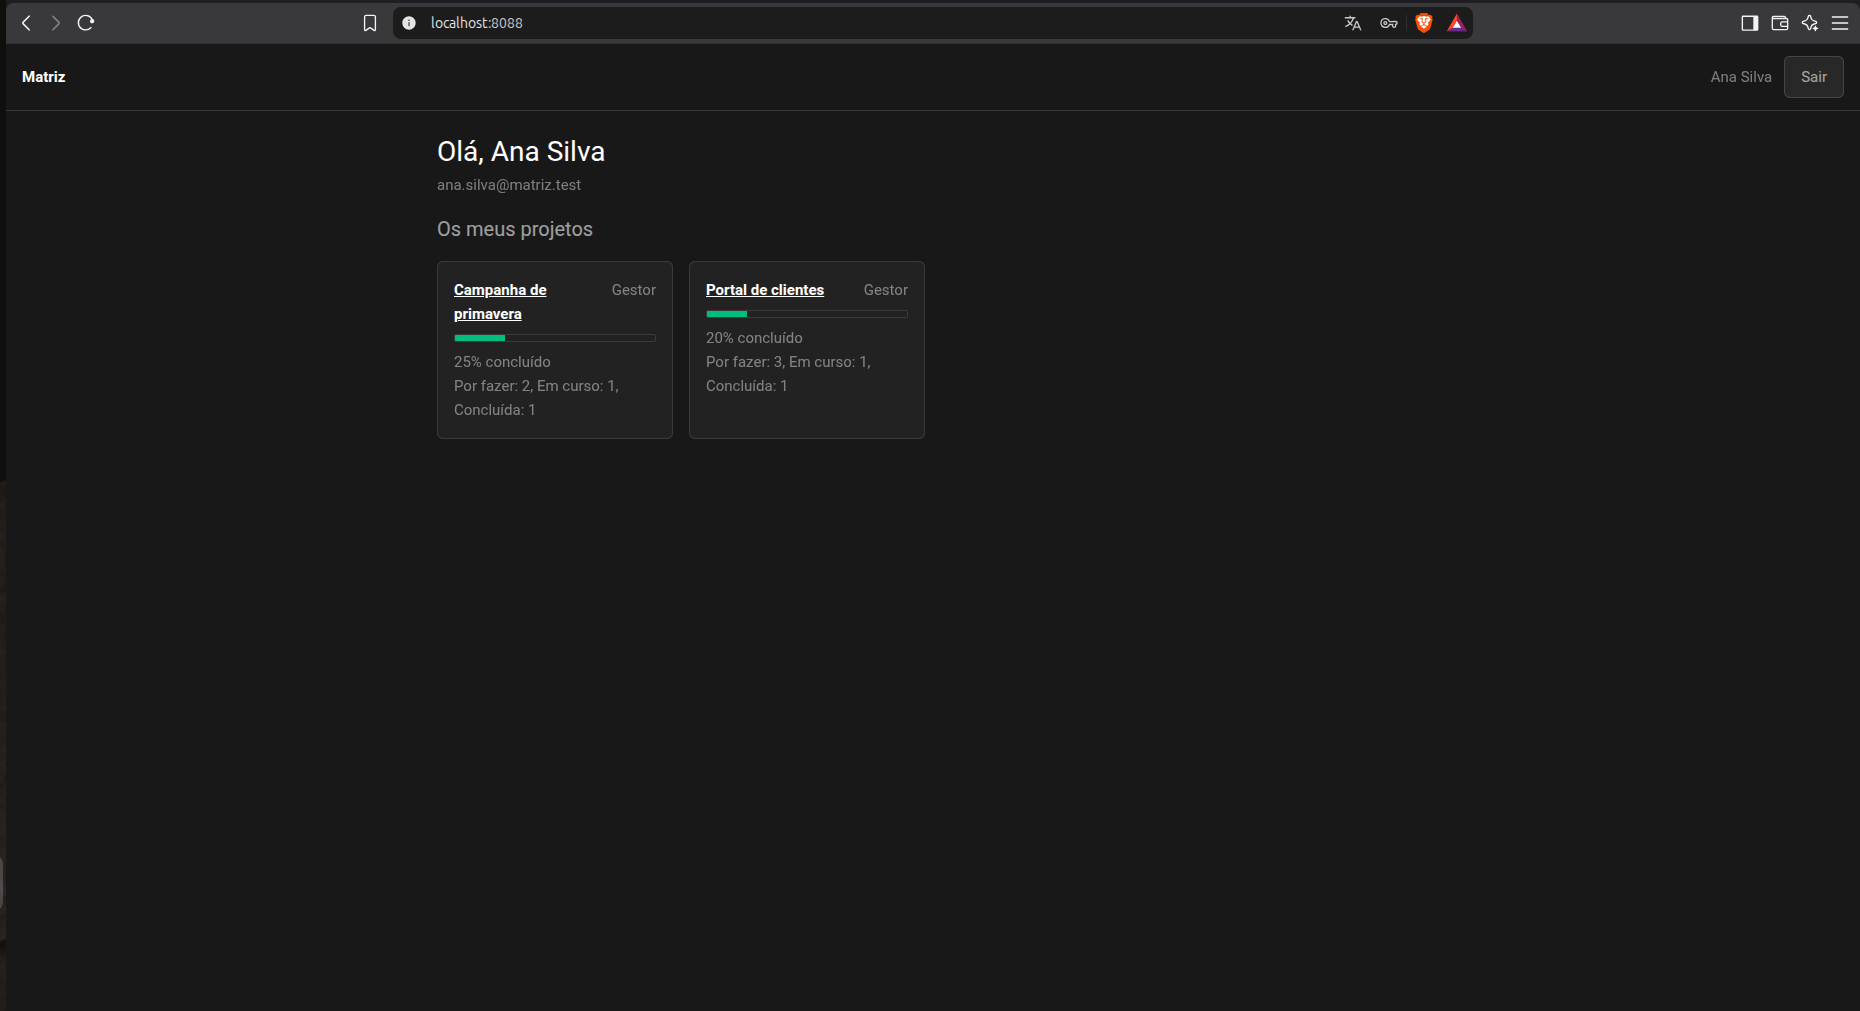 localhost:8088
Matriz
Ana Silva
Sair
Olá, Ana Silva
ana.silva@matriz.test
Os meus projetos
Campanha de
primavera
Gestor
25% concluído
Por fazer: 2, Em curso: 1,
Concluída: 1
Portal de clientes
Gestor
20% concluído
Por fazer: 3, Em curso: 1,
Concluída: 1